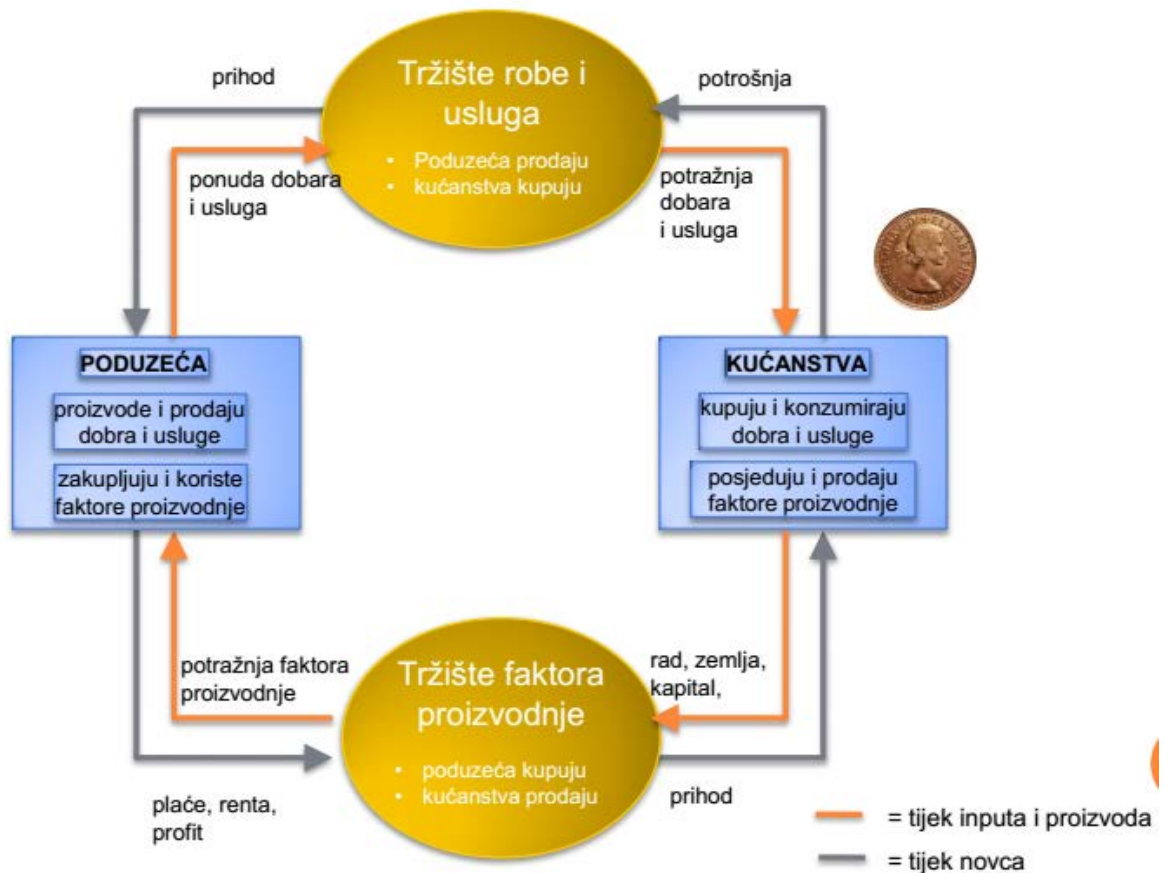 Tržište robe i
usluga
• Poduzeća prodaju
• kućanstva kupuju
prihod
potrošnja
ponuda dobara
i usluga
potražnja
dobara
i usluga
PODUZEĆA
proizvode i prodaju
dobra i usluge
zakupljuju i koriste
faktore proizvodnje
KUĆANSTVA
kupuju i konzumiraju
dobra i usluge
posjeduju i prodaju
faktore proizvodnje
potražnja faktora
proizvodnje
rad, zemlja,
kapital,
Tržište faktora
proizvodnje
• poduzeća kupuju
• kućanstva prodaju
plaće, renta,
profit
prihod
= tijek inputa i proizvoda
= tijek novca